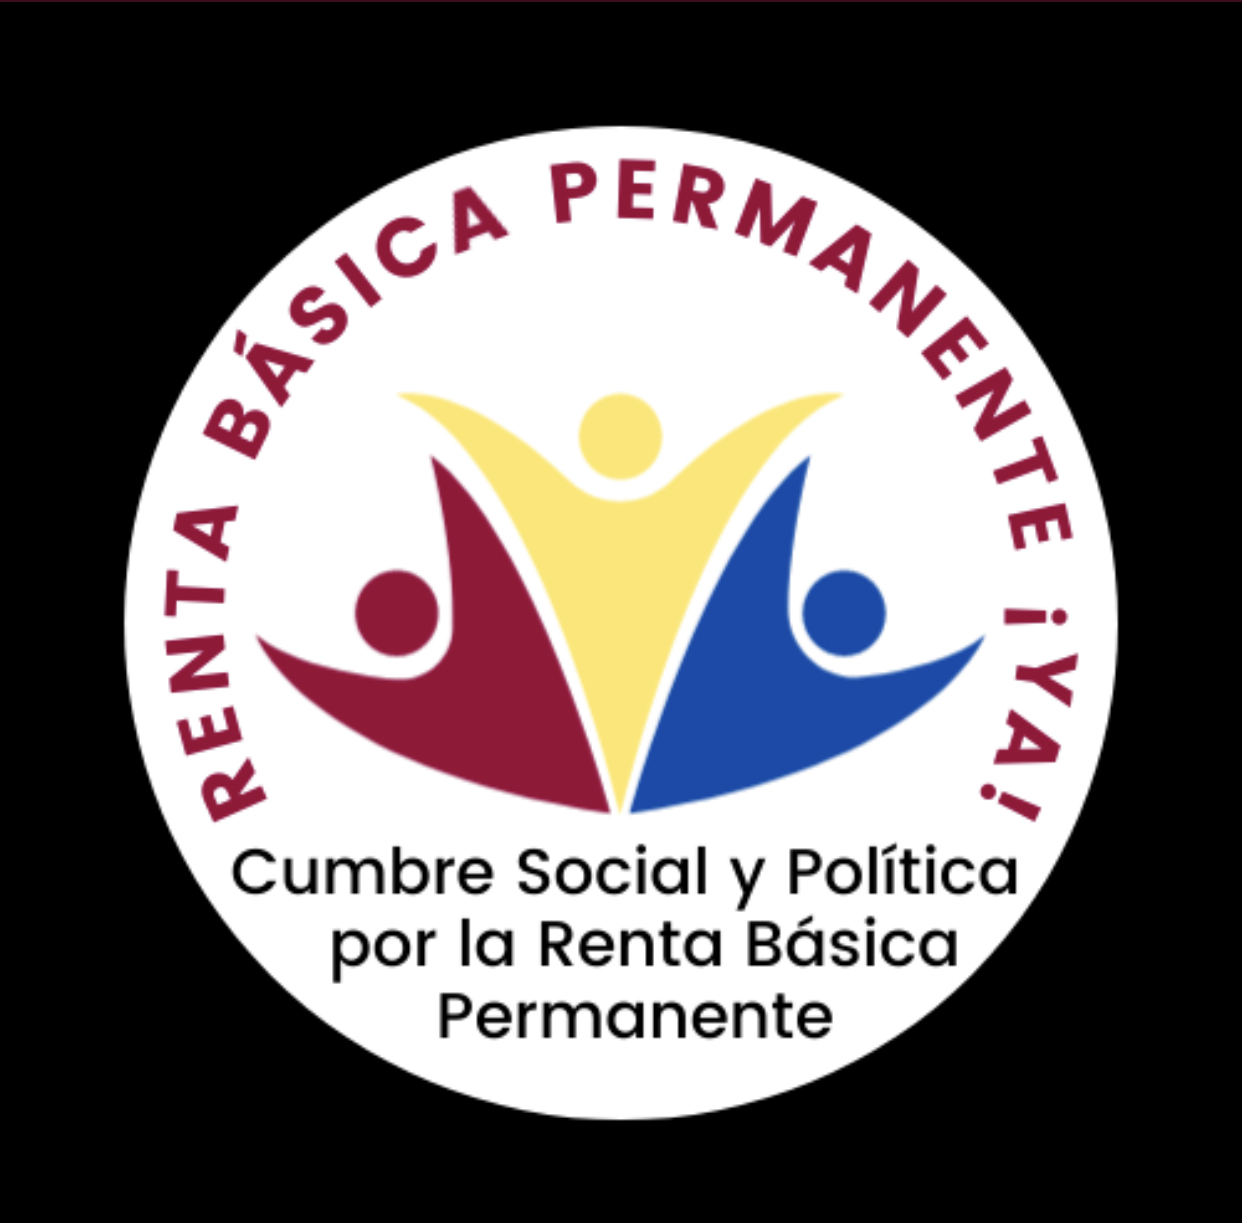 RENTA BÁSICA PERMANENTE ¡YA!
Cumbre Social y Política
por la Renta Básica
Permanente